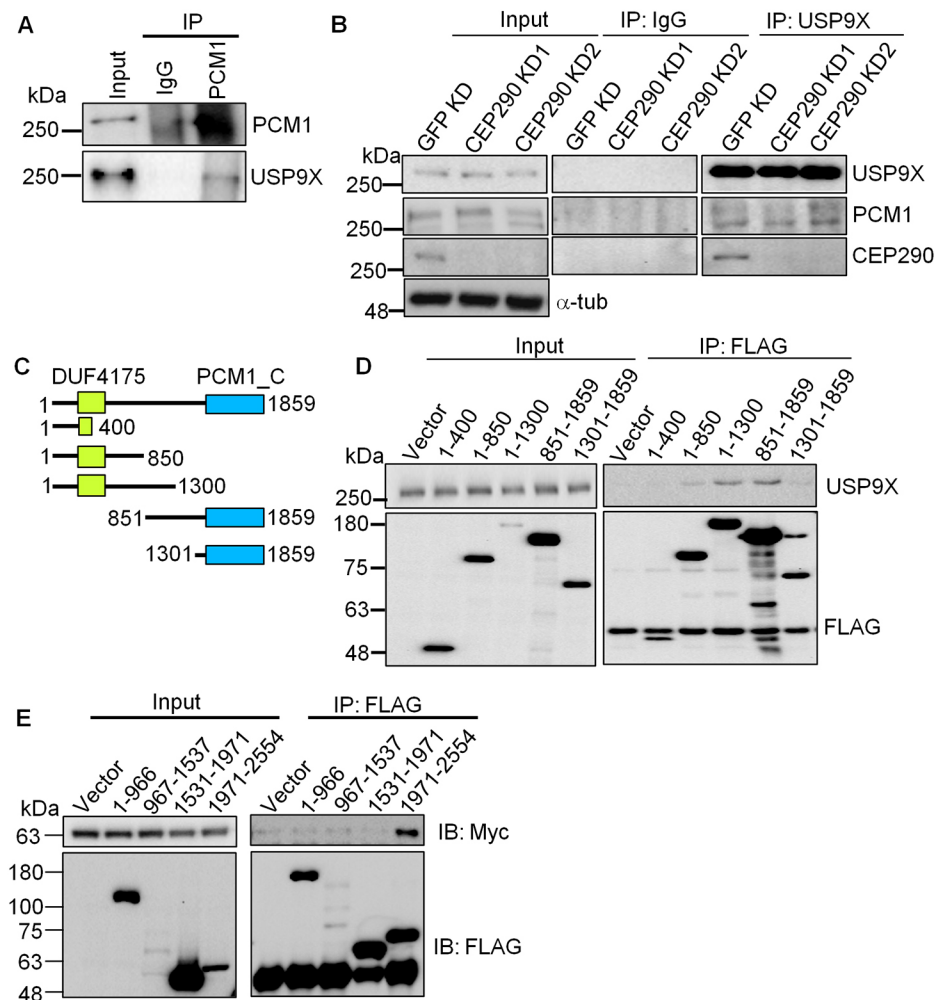 A
IP
Input
IgG
PCM1
kDa
250
PCM1
250
USP9X
B
Input
IP: IgG
IP: USP9X
GFP KD
CEP290 KD1
CEP290 KD2
GFP KD
CEP290 KD1
CEP290 KD2
GFP KD
CEP290 KD1
CEP290 KD2
kDa
250
USP9X
250
PCM1
250
CEP290
48
α-tub
C
DUF4175 PCM1_C
1 1859
1 400
1 850
1 1300
851 1859
1301 1859
D
Input
IP: FLAG
Vector
1-400
1-850
1-1300
851-1859
1301-1859
Vector
1-400
1-850
1-1300
851-1859
1301-1859
kDa
250
USP9X
180
75
63
48
FLAG
E
Input
IP: FLAG
Vector
1-966
967-1537
1531-1971
1971-2554
Vector
1-966
967-1537
1531-1971
1971-2554
kDa
63
IB: Myc
180
100
75
63
48
IB: FLAG